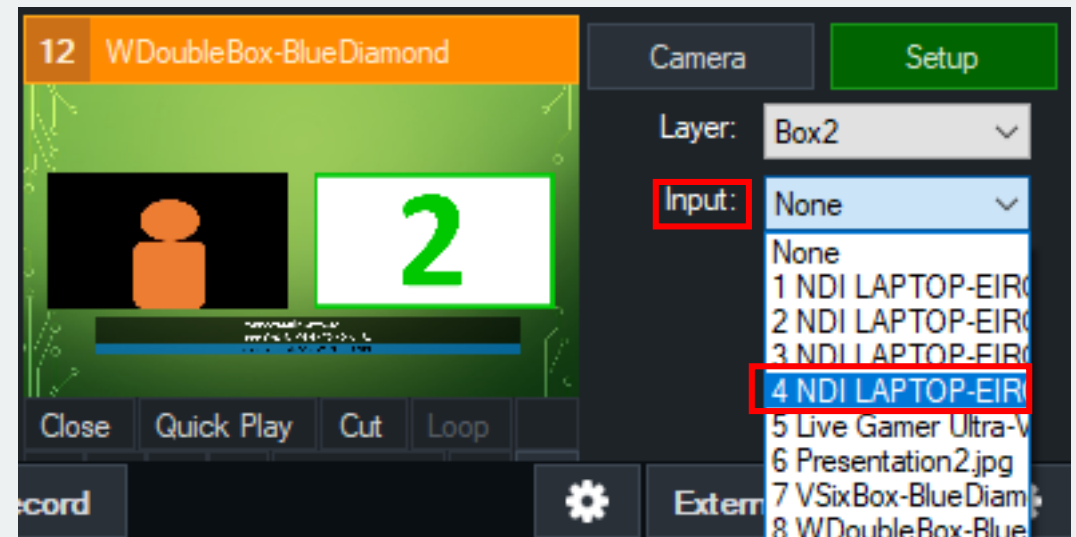 12 WDoubleBox-BlueDiamond
Camera Setup
Layer: Box2
Input: None
None
1 NDI LAPTOP-EIR
2 NDI LAPTOP-EIR
3 NDI LAPTOP-EIR
4 NDI LAPTOP-EIR
5 Live Gamer Ultra-V
6 Presentation2.jpg
7 VSixBox-BlueDiam
8 WDoubleBox-Blue
2
Close Quick Play Cut Loop
ecord Extern